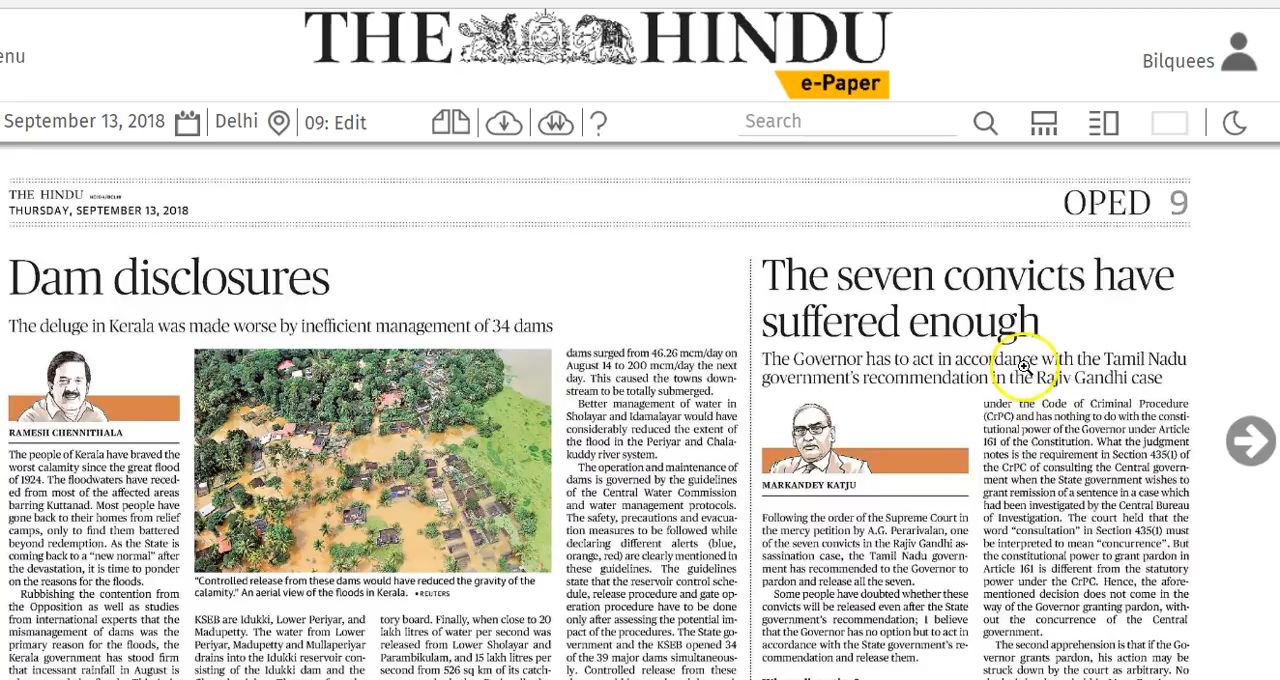 THE HINDU
e-Paper
enu
Bilquees
September 13, 2018
Delhi
09: Edit
?
Search
THE HINDU
THURSDAY, SEPTEMBER 13, 2018
OPED 9
Dam disclosures
The deluge in Kerala was made worse by inefficient management of 34 dams
RAMESH CHENNITHALA
The people of Kerala have braved the
worst calamity since the great flood
of 1924. The floodwaters have reced-
ed from most of the affected areas
barring Kuttanad. Most people have
gone back to their homes from relief
camps, only to find them battered
beyond redemption. As the State is
coming back to a “new normal” after
the devastation, it is time to ponder
on the reasons for the floods.
Rubbishing the contention from
the Opposition as well as studies
from international experts that the
mismanagement of dams was the
primary reason for the floods, the
Kerala government has stood firm
that incessant rainfall in August is
“Controlled release from these dams would have reduced the gravity of the
calamity.” An aerial view of the floods in Kerala. •REUTERS
KSEB are Idukki, Lower Periyar, and
Madupetty. The water from Lower
Periyar, Madupetty and Mullaperiyar
drains into the Idukki reservoir con-
sisting of the Idukki dam and the
tory board. Finally, when close to 20
lakh litres of water per second was
released from Lower Sholayar and
Parambikulam, and 15 lakh litres per
second from 526 sq km of its catch-
dams surged from 46.26 mcm/day on
August 14 to 200 mcm/day the next
day. This caused the towns down-
stream to be totally submerged.
Better management of water in
Sholayar and Idamalayar would have
considerably reduced the extent of
the flood in the Periyar and Chala-
kuddy river system.
The operation and maintenance of
dams is governed by the guidelines
of the Central Water Commission
and water management protocols.
The safety, precautions and evacua-
tion measures to be followed while
declaring different alerts (blue,
orange, red) are clearly mentioned in
these guidelines. The guidelines
state that the reservoir control sche-
dule, release procedure and gate op-
eration procedure have to be done
only after assessing the potential im-
pact of the procedures. The State go-
vernment and the KSEB opened 34
of the 39 major dams simultaneous-
ly. Controlled release from these
The seven convicts have
suffered enough
The Governor has to act in accordance with the Tamil Nadu
government’s recommendation in the Rajiv Gandhi case
MARKANDEY KATJU
Following the order of the Supreme Court in
the mercy petition by A.G. Perarivalan, one
of the seven convicts in the Rajiv Gandhi as-
sassination case, the Tamil Nadu govern-
ment has recommended to the Governor to
pardon and release all the seven.
Some people have doubted whether these
convicts will be released even after the State
government’s recommendation; I believe
that the Governor has no option but to act in
accordance with the State government’s re-
commendation and release them.
under the Code of Criminal Procedure
(CrPC) and has nothing to do with the consti-
tutional power of the Governor under Article
161 of the Constitution. What the judgment
notes is the requirement in Section 435(1) of
the CrPC of consulting the Central govern-
ment when the State government wishes to
grant remission of a sentence in a case which
had been investigated by the Central Bureau
of Investigation. The court held that the
word “consultation” in Section 435(1) must
be interpreted to mean “concurrence”. But
the constitutional power to grant pardon in
Article 161 is different from the statutory
power under the CrPC. Hence, the afore-
mentioned decision does not come in the
way of the Governor granting pardon, with-
out the concurrence of the Central
government.
The second apprehension is that if the Go-
vernor grants pardon, his action may be
struck down by the court as arbitrary. No